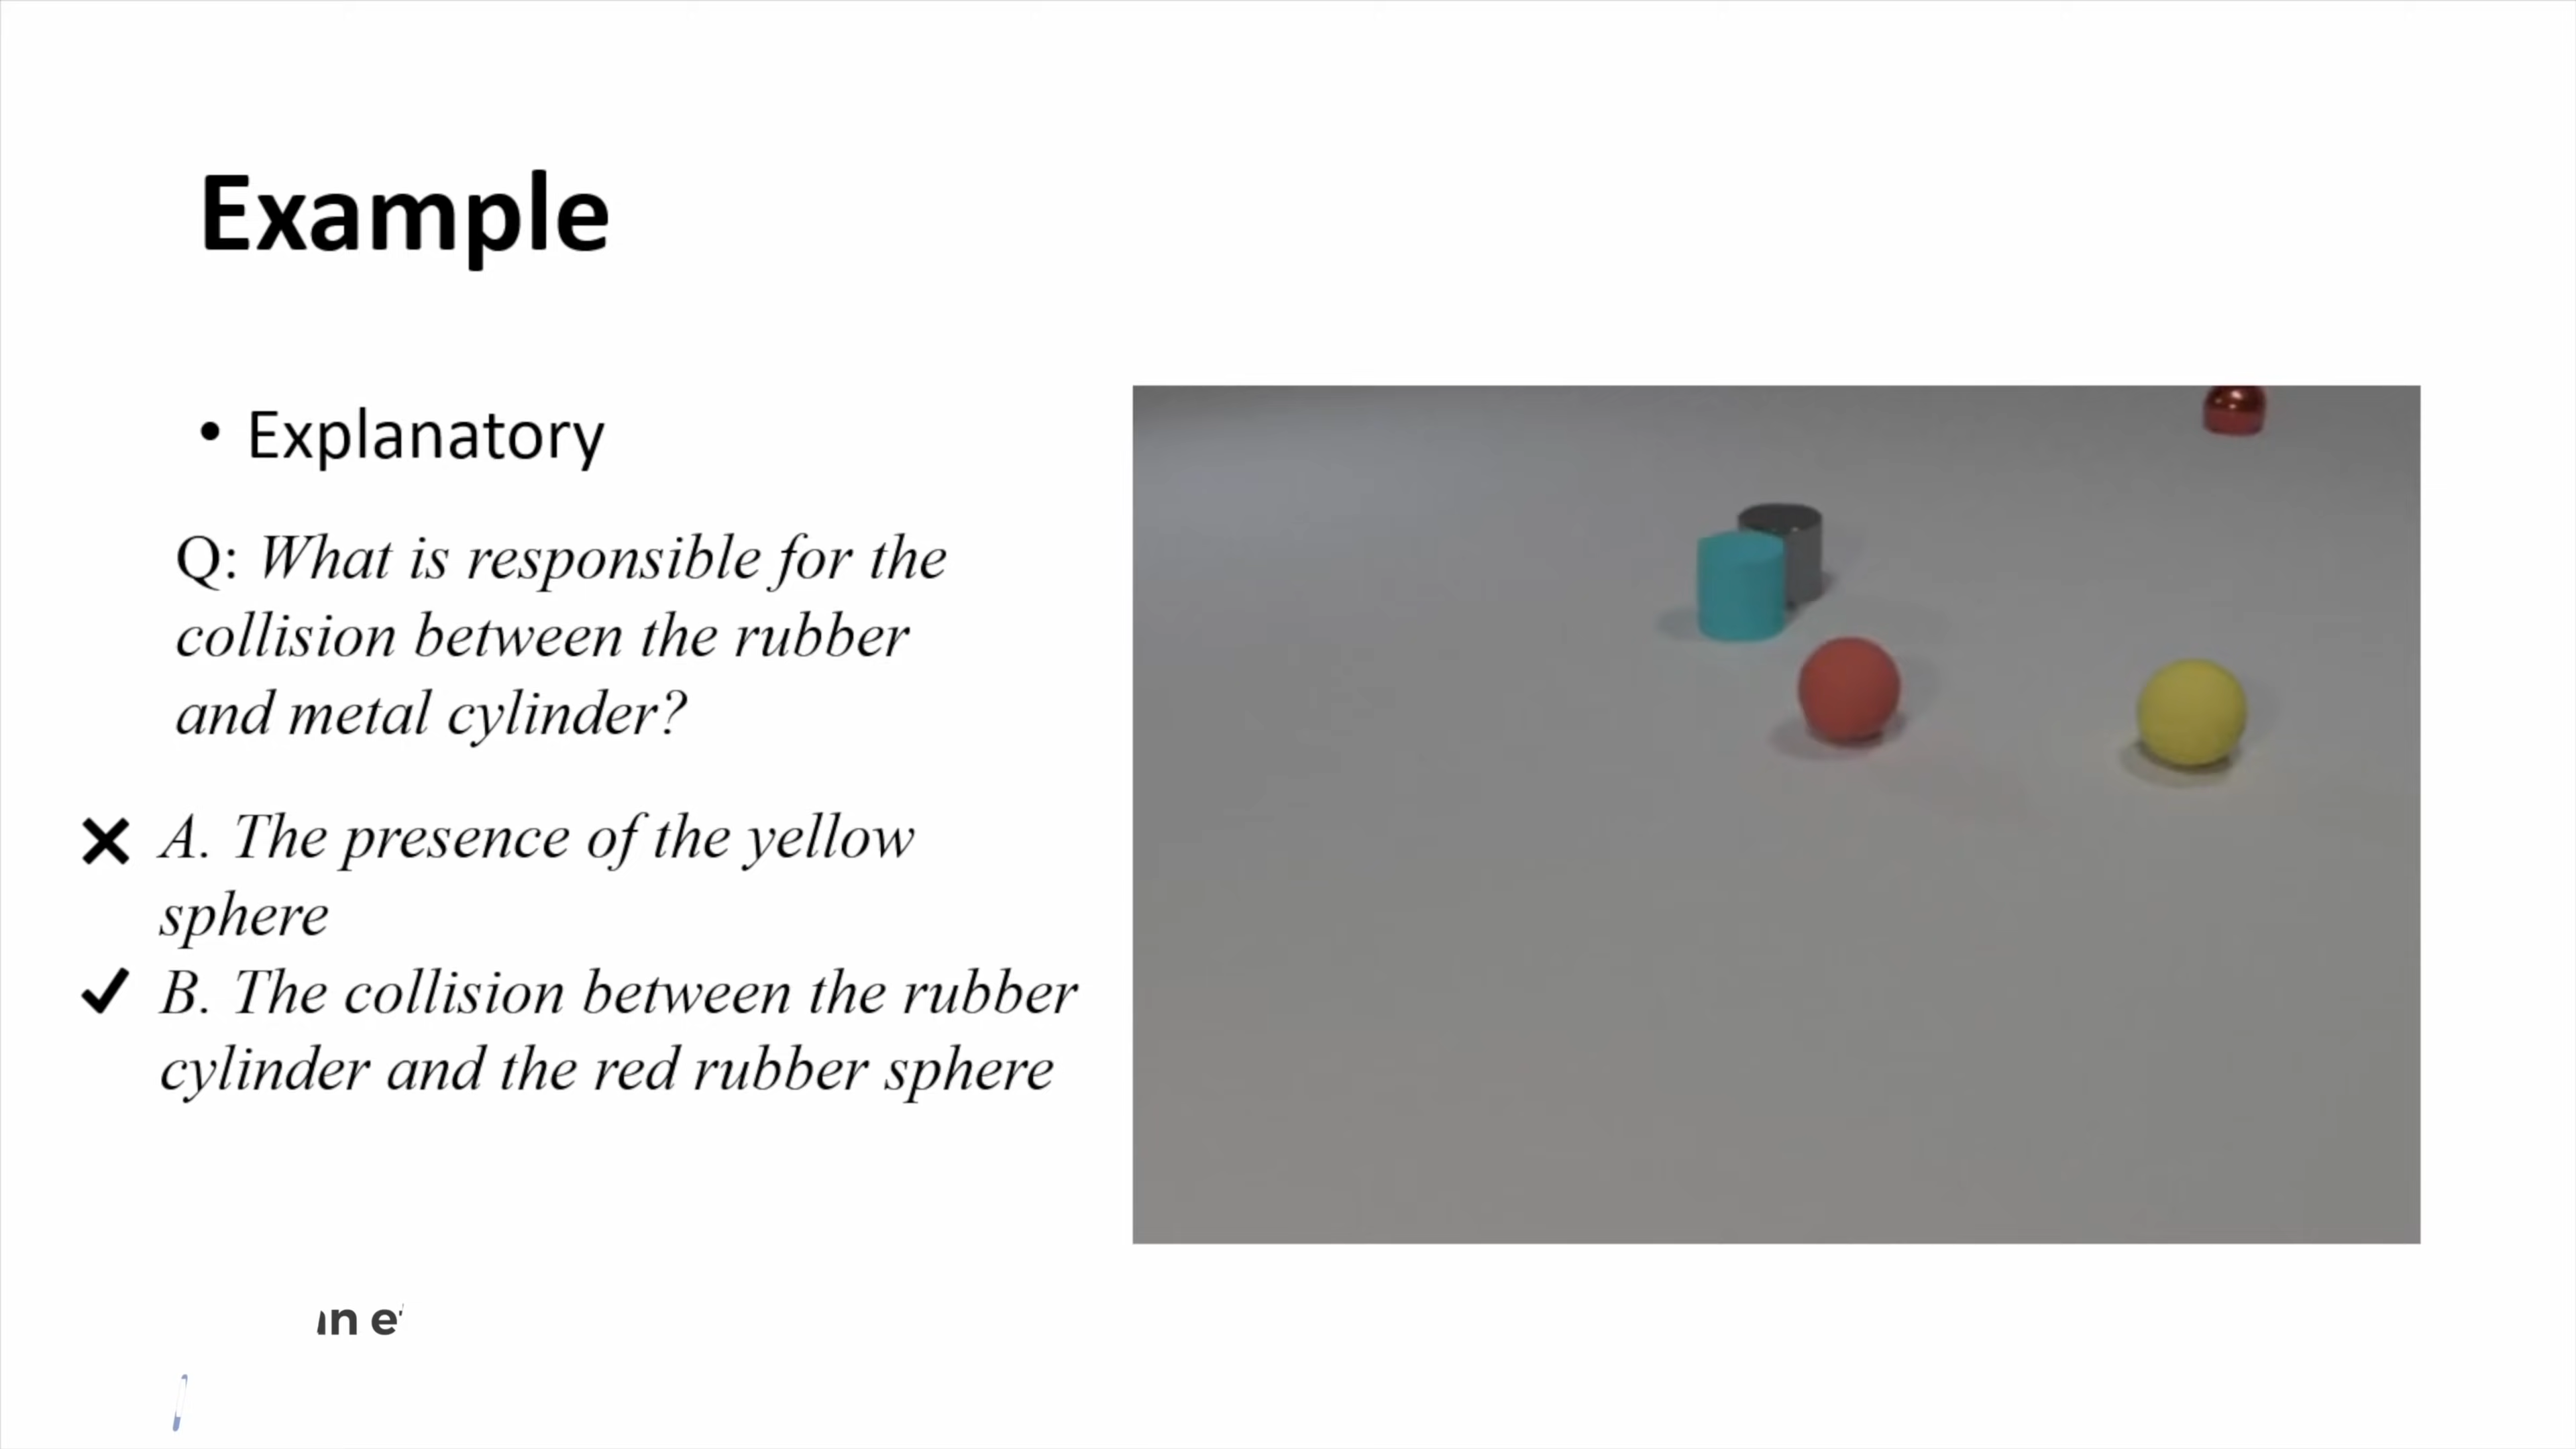 Example
• Explanatory
Q: What is responsible for the
collision between the rubber
and metal cylinder?
A. The presence of the yellow
sphere
B. The collision between the rubber
cylinder and the red rubber sphere